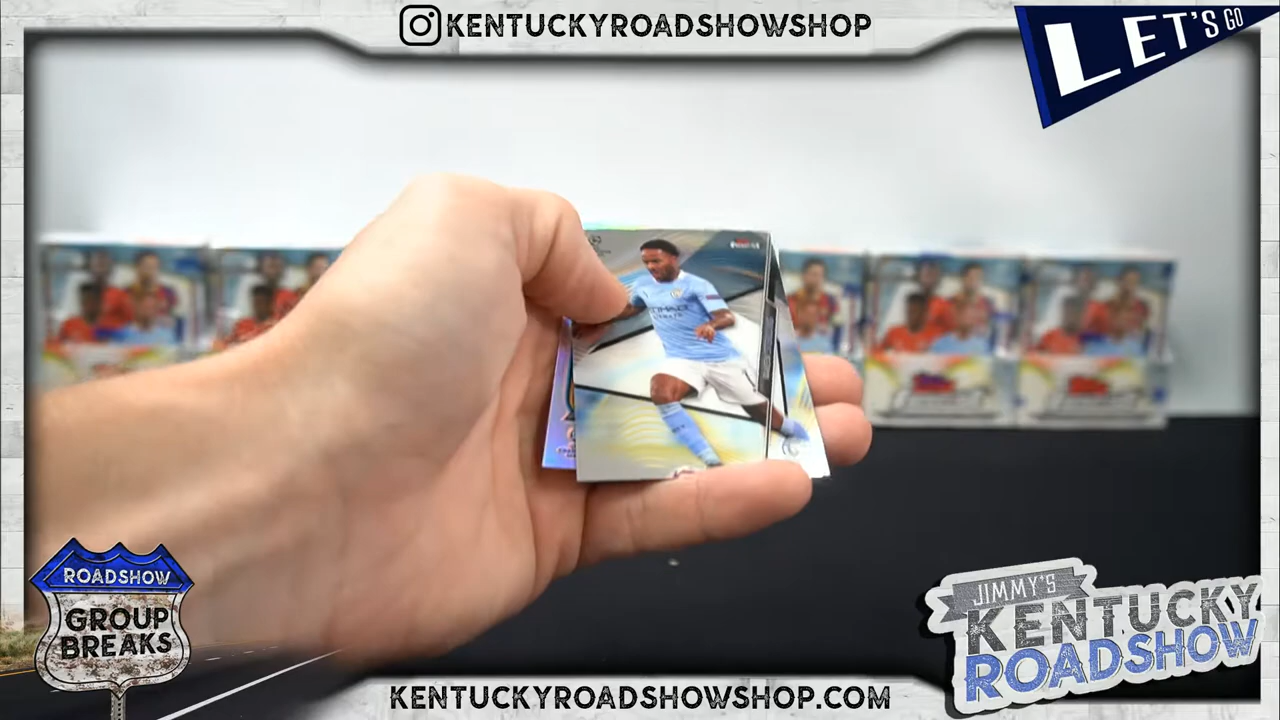 KENTUCKYROADSHOWSHOP
LET'S GO
ROADSHOW
GROUP
BREAKS
JIMMY'S
KENTUCKY
ROADSHOW
KENTUCKYROADSHOWSHOP.COM